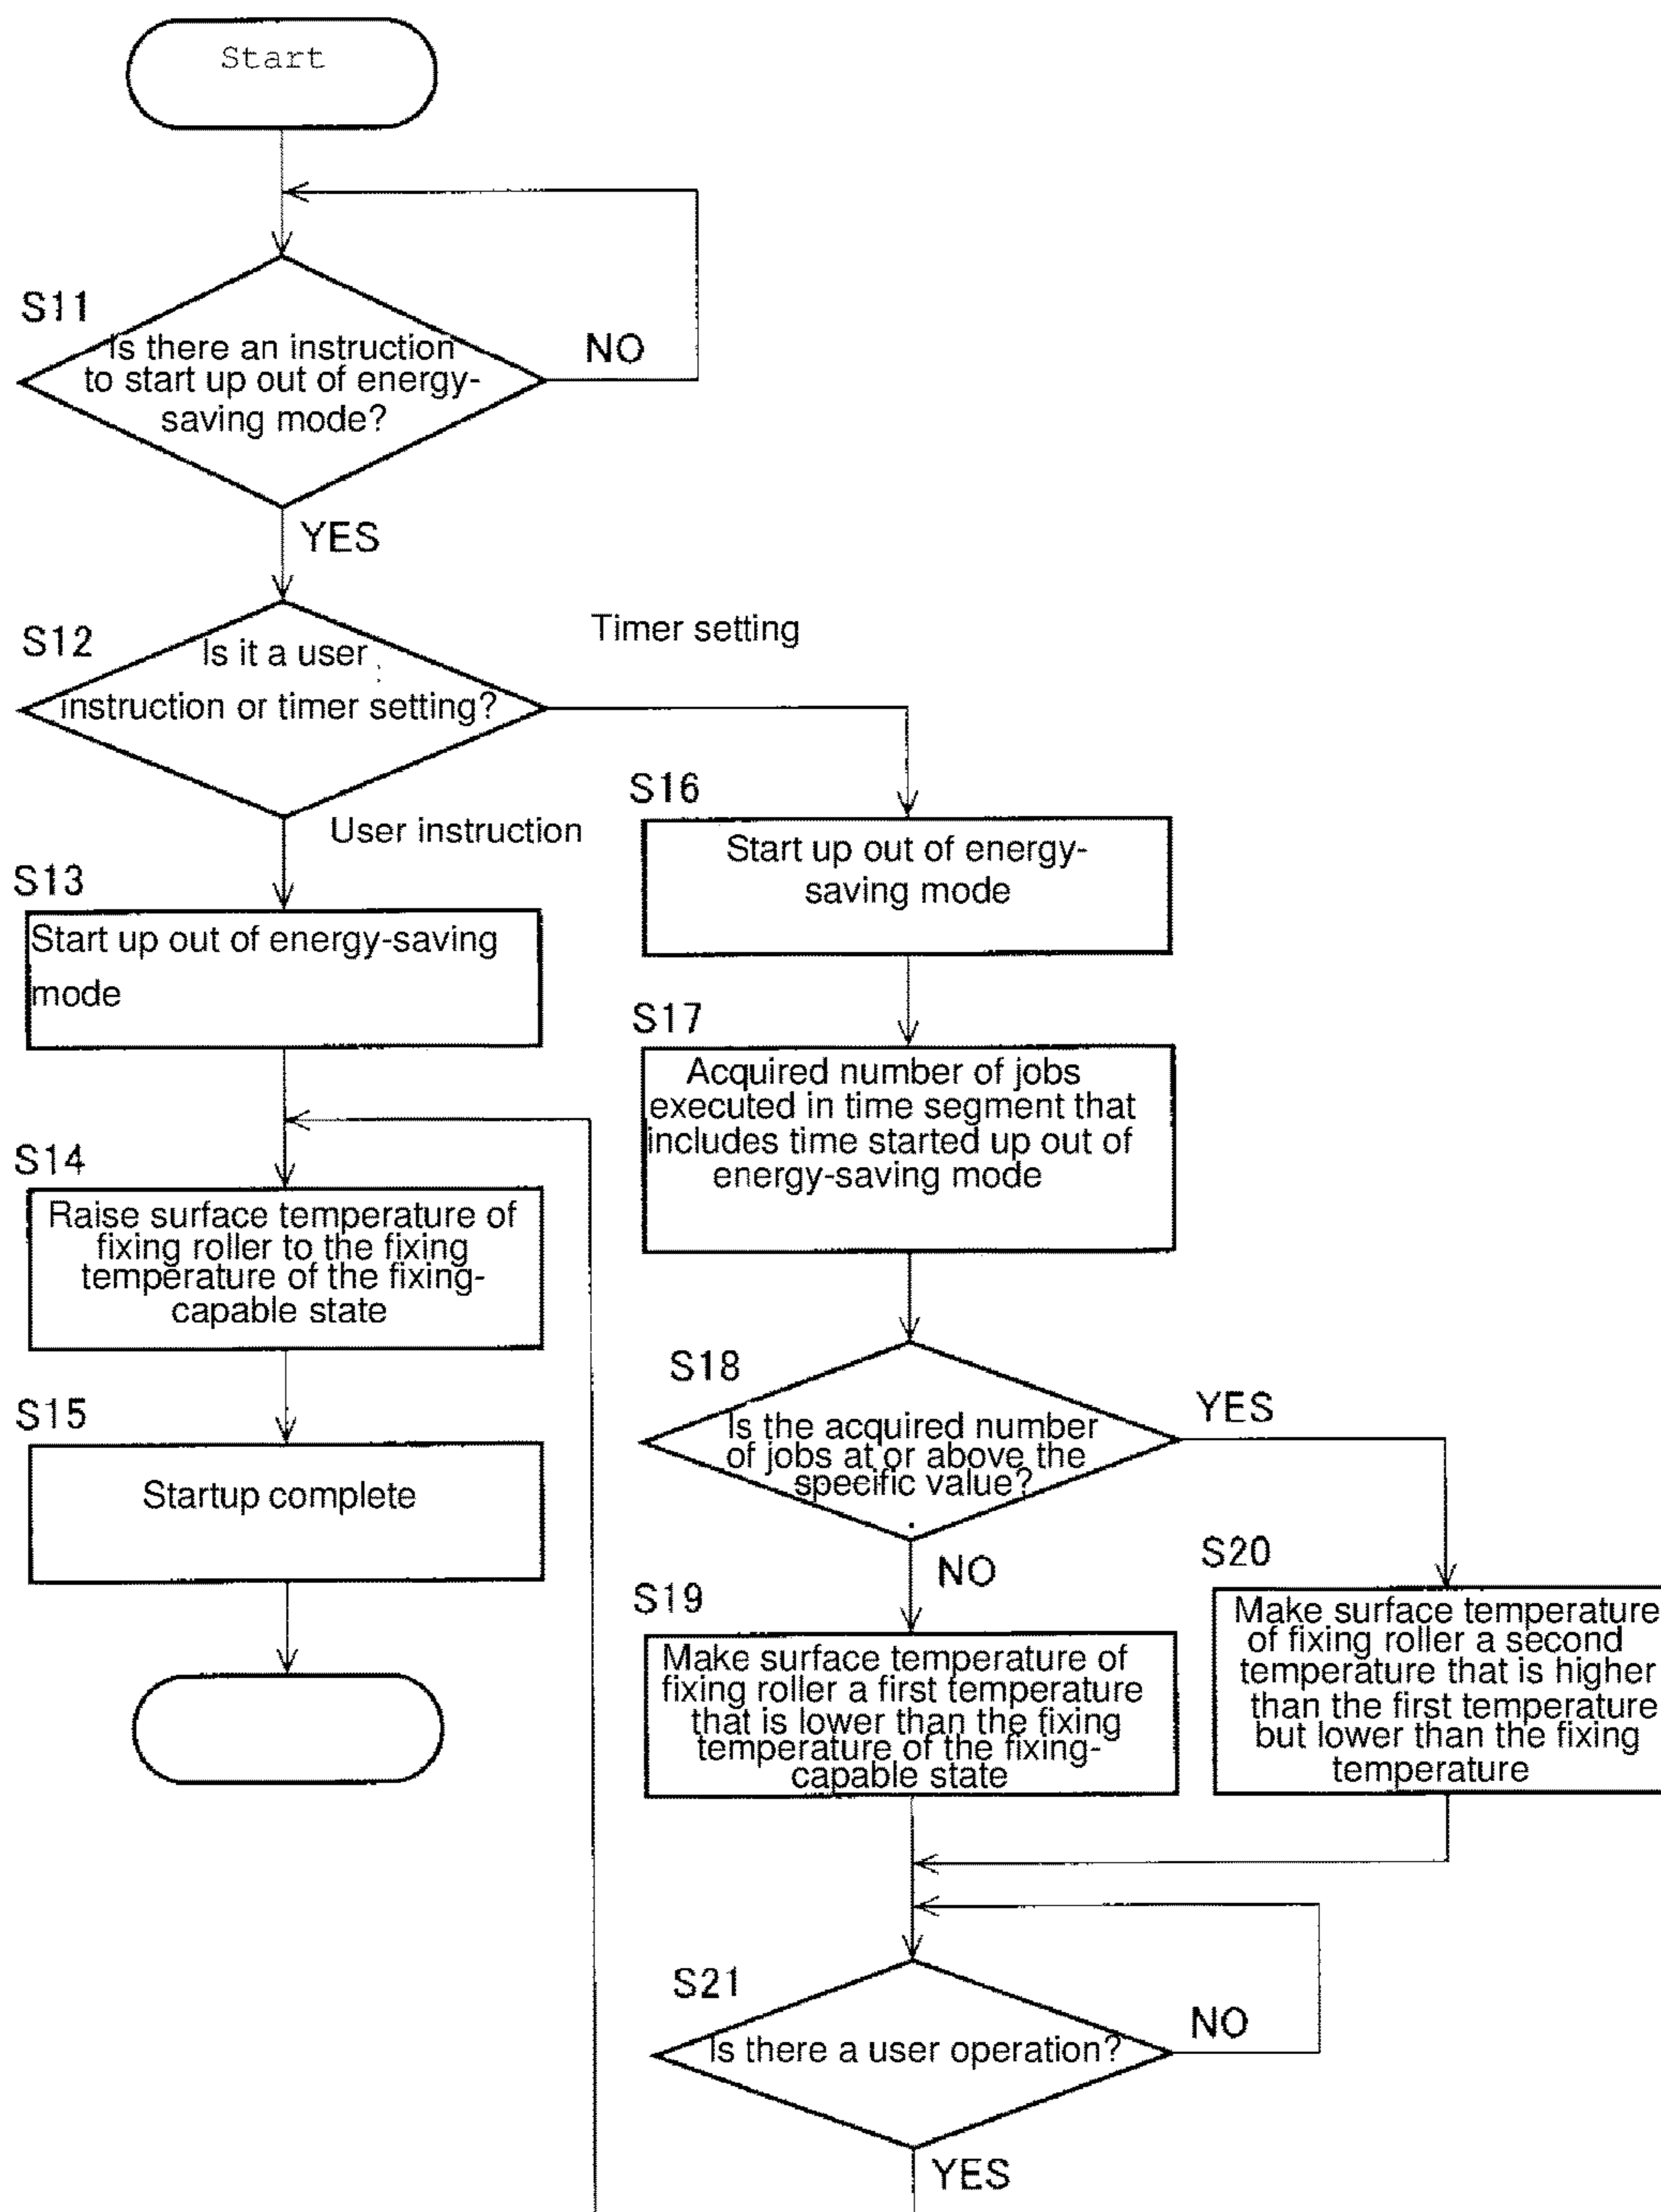 Start
S11
Is there an instruction
to start up out of energy-
saving mode?
NO
YES
S12
Is it a user
instruction or timer setting?
Timer setting
User instruction
S13
Start up out of energy-saving
mode
S14
Raise surface temperature of
fixing roller to the fixing
temperature of the fixing-
capable state
S15
Startup complete
S16
Start up out of energy-
saving mode
S17
Acquired number of jobs
executed in time segment that
includes time started up out of
energy-saving mode
S18
Is the acquired number
of jobs at or above the
specific value?
YES
NO
S19
Make surface temperature of
fixing roller a first temperature
that is lower than the fixing
temperature of the fixing-
capable state
S20
Make surface temperature
of fixing roller a second
temperature that is higher
than the first temperature
but lower than the fixing
temperature
S21
Is there a user operation?
NO
YES